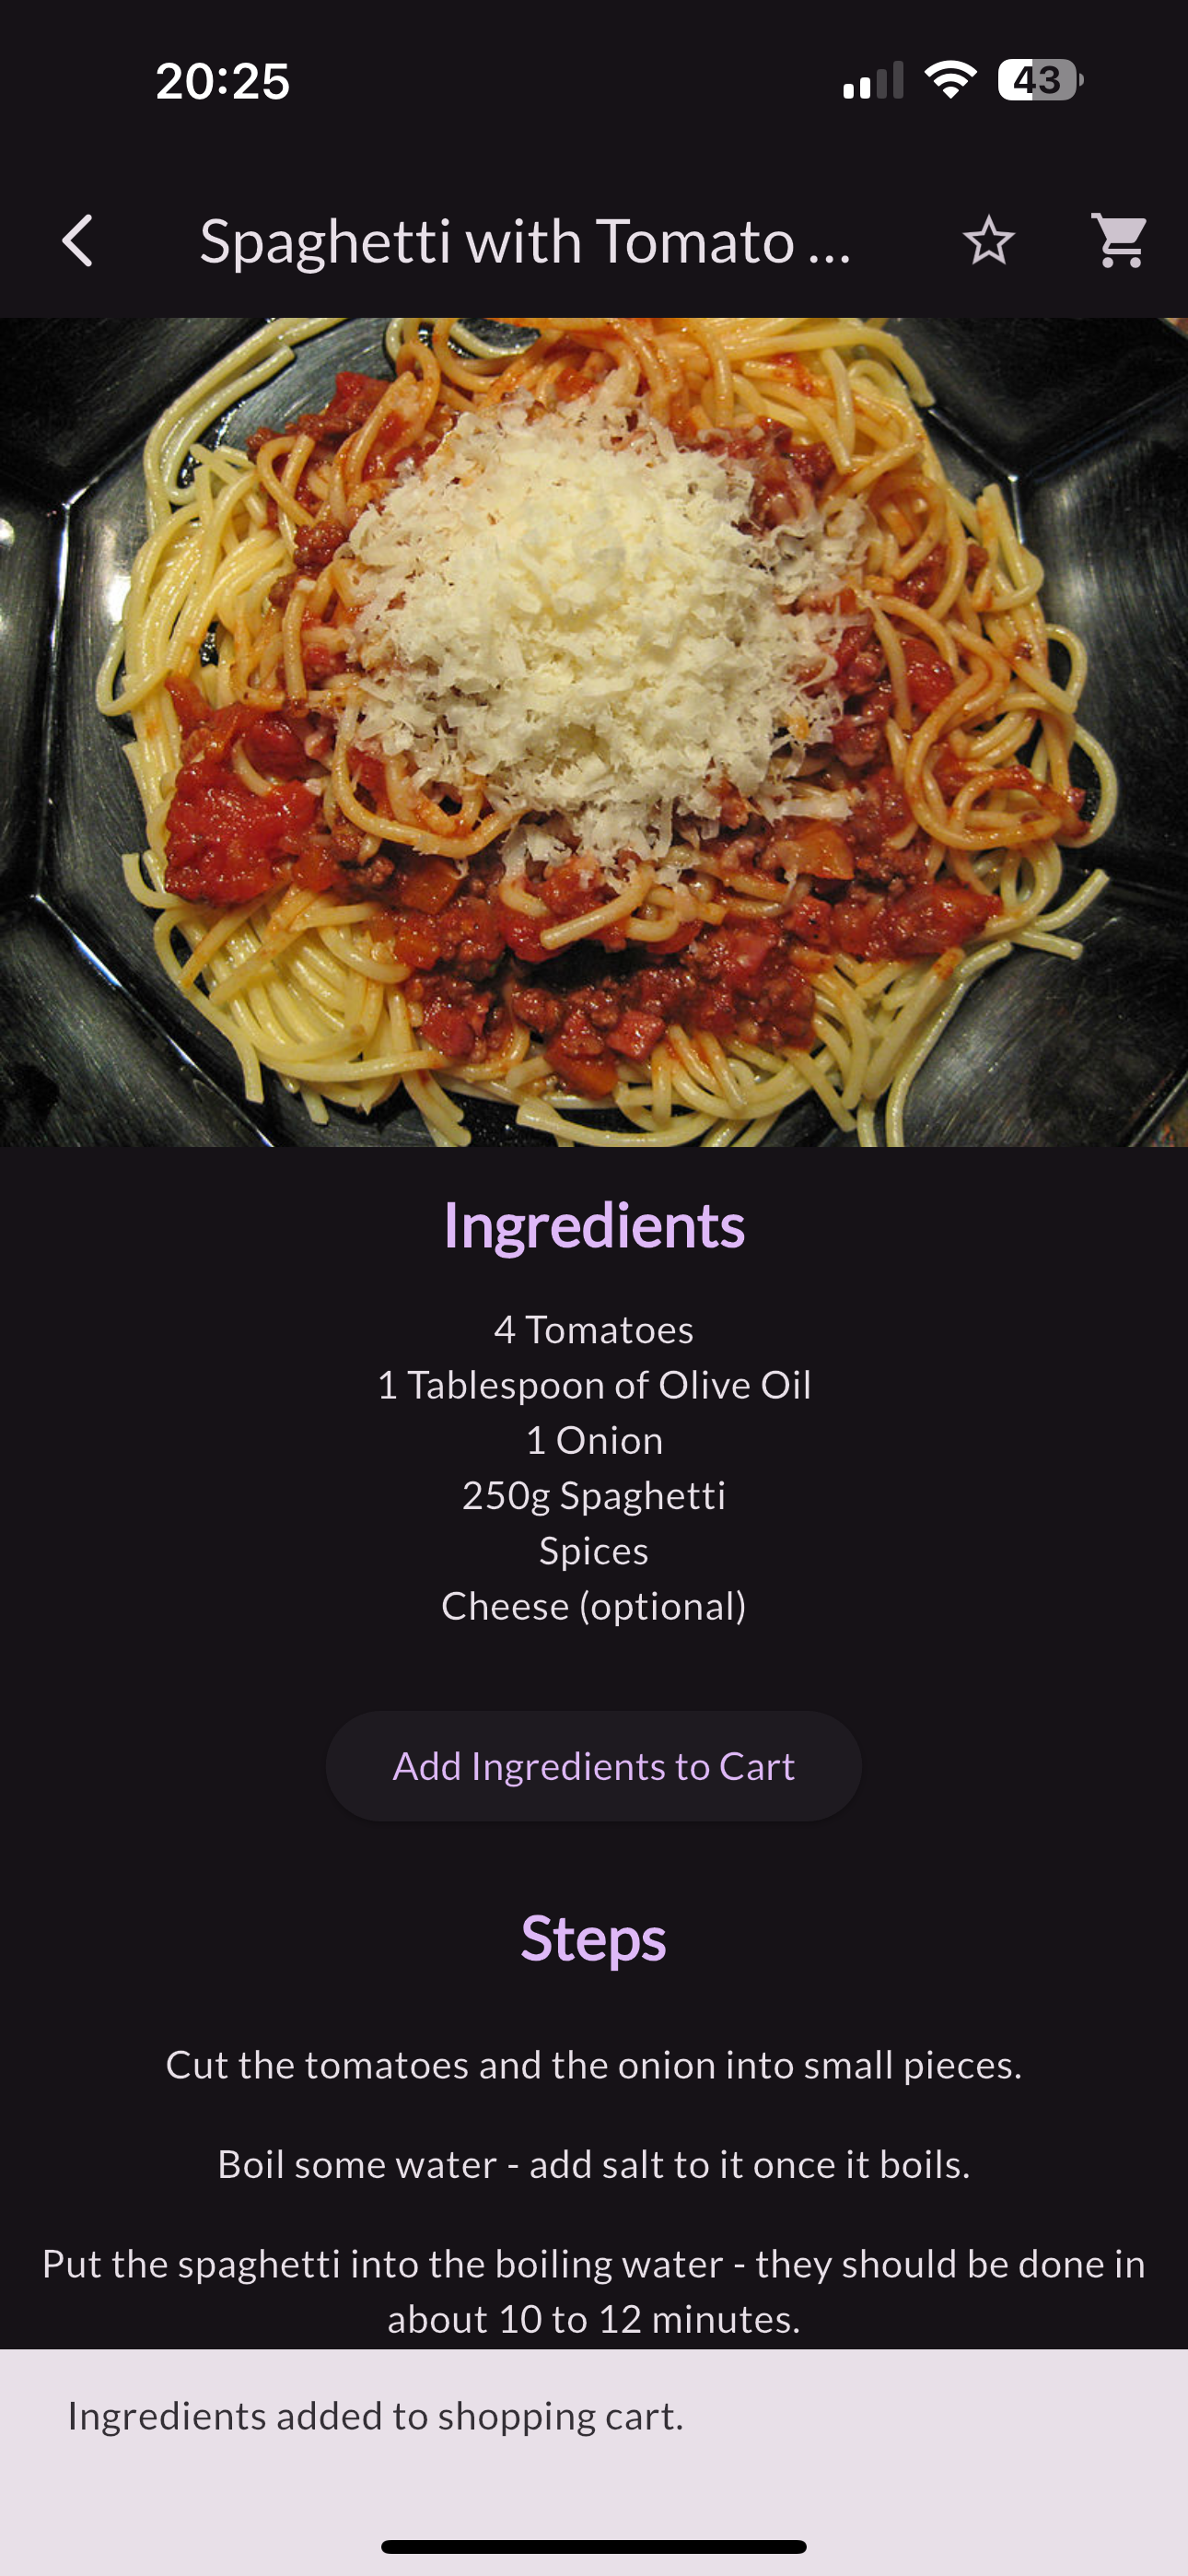 20:25
43
Spaghetti with Tomato ...
Ingredients
4 Tomatoes
1 Tablespoon of Olive Oil
1 Onion
250g Spaghetti
Spices
Cheese (optional)
Add Ingredients to Cart
Steps
Cut the tomatoes and the onion into small pieces.
Boil some water - add salt to it once it boils.
Put the spaghetti into the boiling water - they should be done in
about 10 to 12 minutes.
Ingredients added to shopping cart.